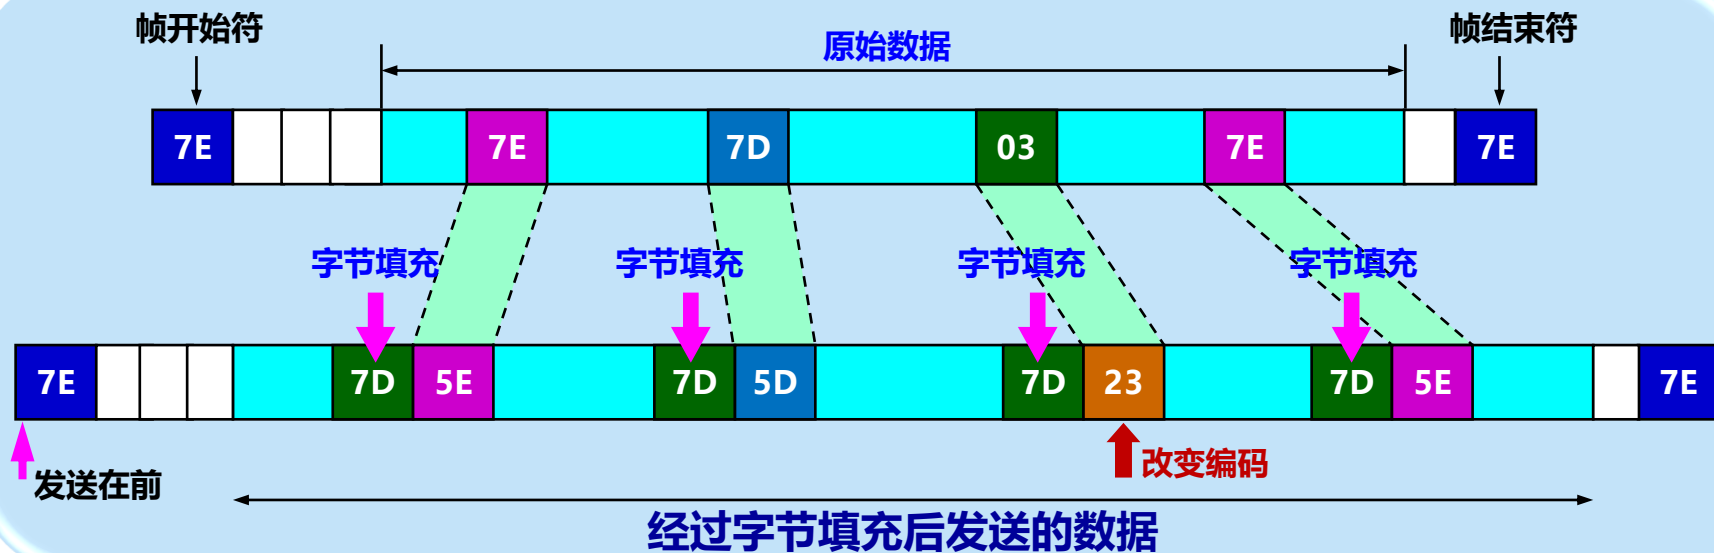 帧开始符
原始数据
帧结束符
7E 7E 7D 03 7E 7E
字节填充 字节填充 字节填充 字节填充
7E 7D 5E 7D 5D 7D 23 7D 5E 7E
改变编码
发送在前
经过字节填充后发送的数据